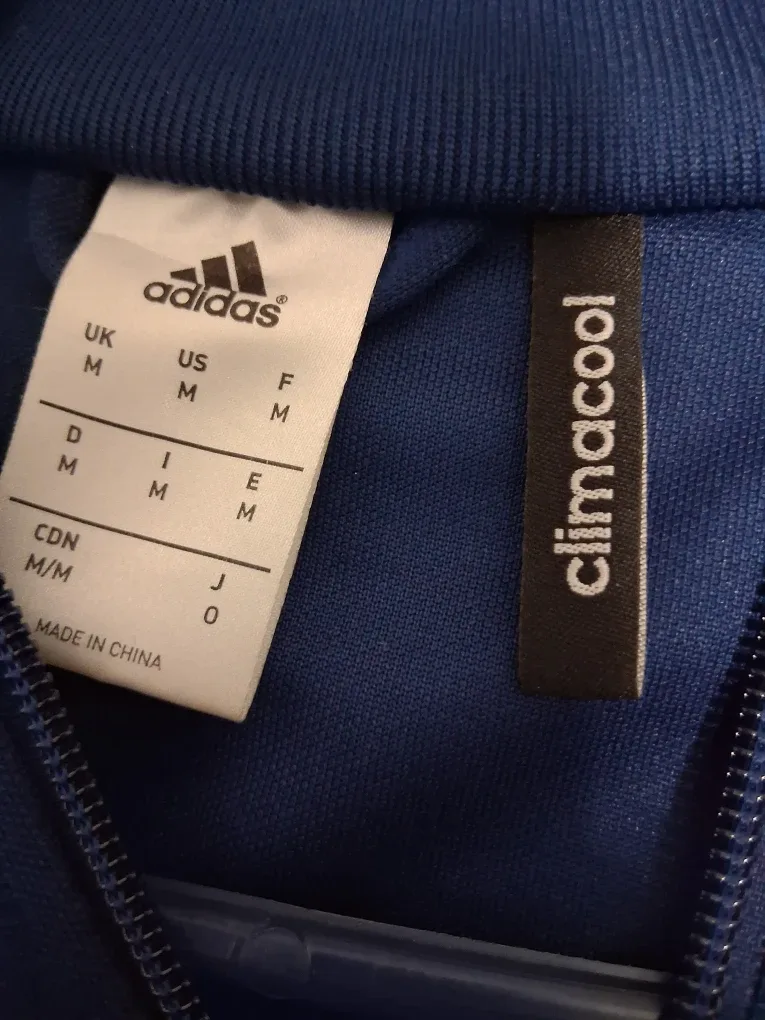 adidas®
UK US F
M M M
D I E
M M M
CDN J
M/M O
MADE IN CHINA
climacool